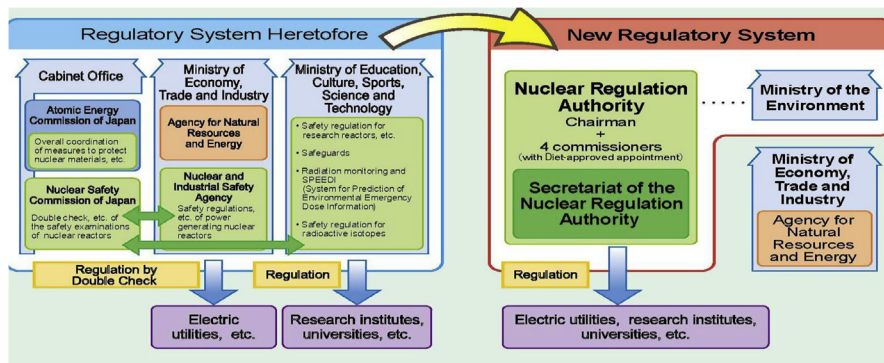 Regulatory System Heretofore
Cabinet Office
Atomic Energy
Commission of Japan
Overall coordination
of measures to protect
nuclear materials, etc.
Nuclear Safety
Commission of Japan
Double check, etc. of
the safety examinations
of nuclear reactors
Ministry of
Economy,
Trade and Industry
Agency for Natural
Resources
and Energy
Nuclear and
Industrial Safety
Agency
Safety regulations,
etc. of power
generating nuclear
reactors
Ministry of Education,
Culture, Sports,
Science and
Technology
• Safety regulation for
research reactors, etc.
• Safeguards
• Radiation monitoring and
SPEEDI
(System for Prediction of
Environmental Emergency
Dose Information)
• Safety regulation for
radioactive isotopes
Regulation by
Double Check
Regulation
Electric
utilities, etc.
Research institutes,
universities, etc.
New Regulatory System
Nuclear Regulation
Authority
Chairman
+
4 commissioners
(with Diet-approved appointment)
Secretariat of the
Nuclear Regulation
Authority
Ministry of the
Environment
Ministry of
Economy,
Trade and
Industry
Agency for
Natural
Resources
and Energy
Regulation
Electric utilities, research institutes,
universities, etc.